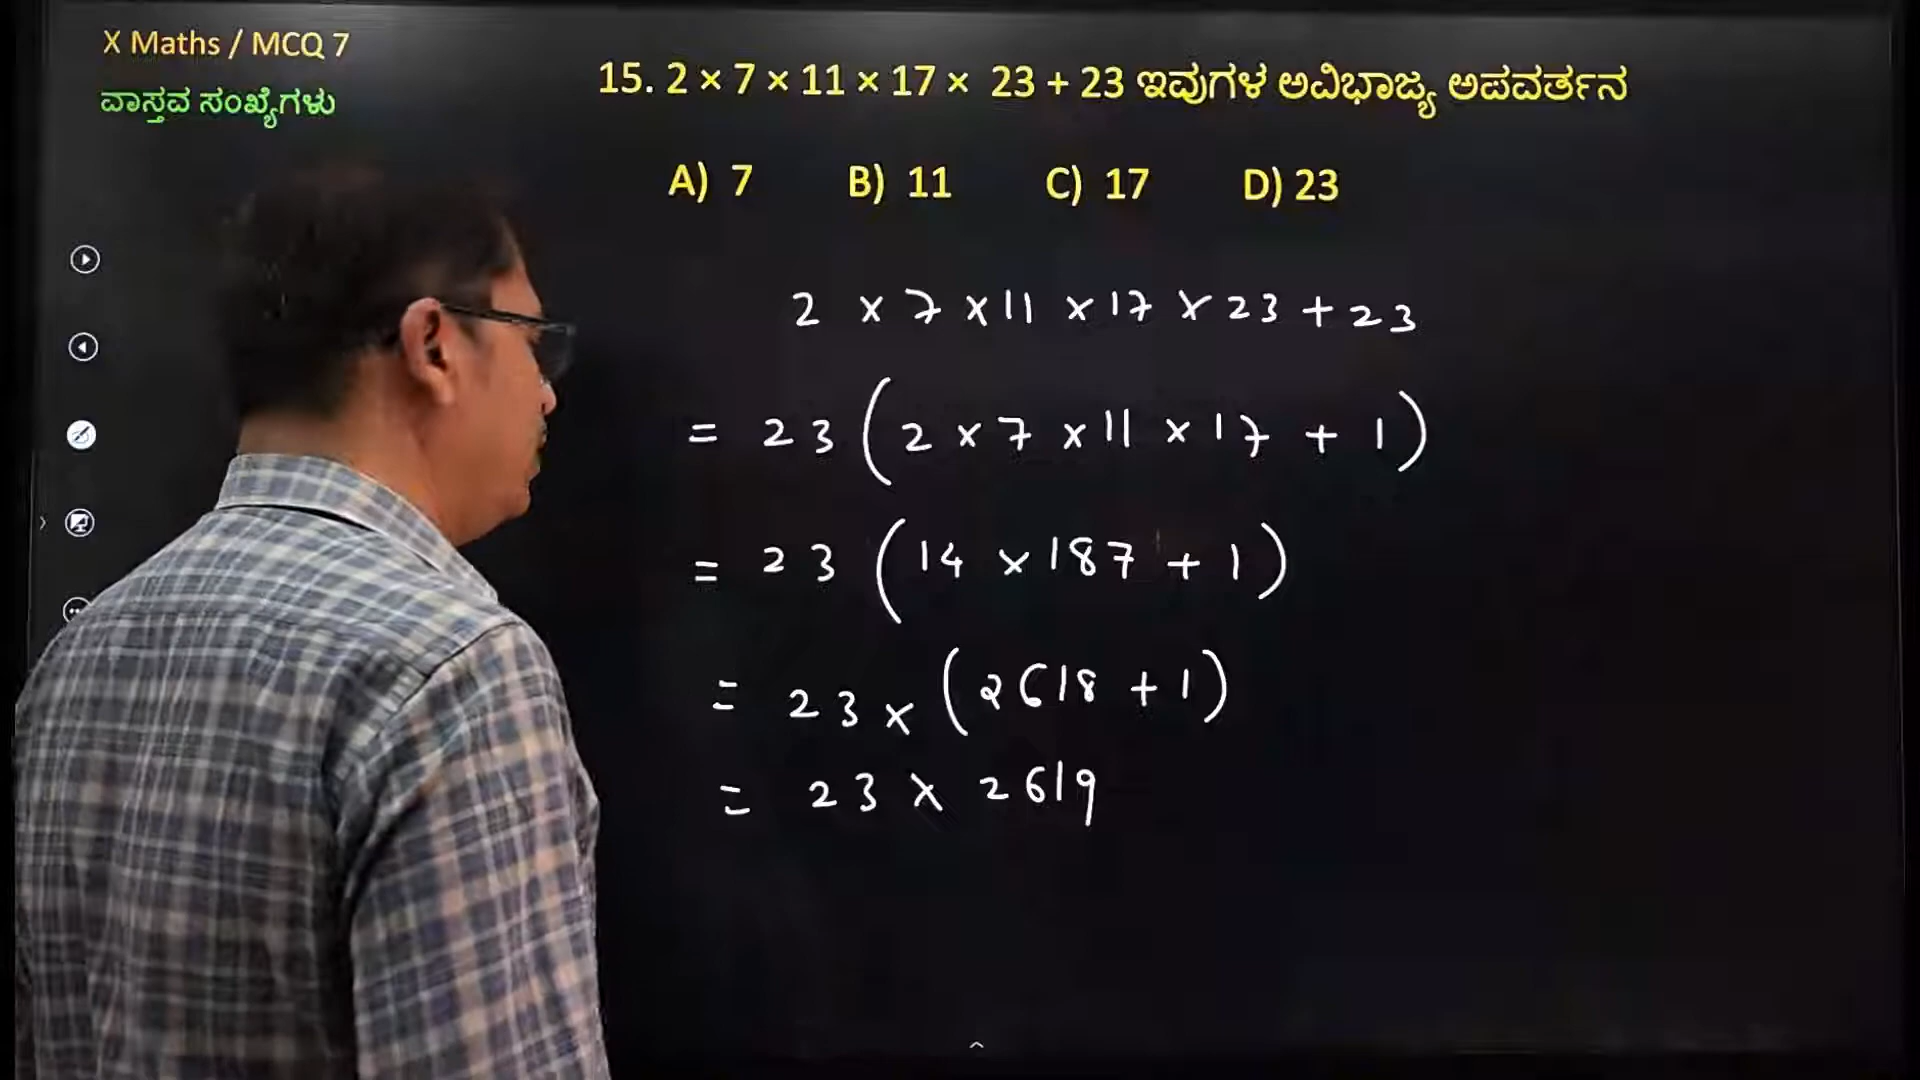 X Maths / MCQ 7
ವಾಸ್ತವ ಸಂಖ್ಯೆಗಳು
15. 2 × 7 × 11 × 17 × 23 + 23 ಇವುಗಳ ಅವಿಭಾಜ್ಯ ಅಪವರ್ತನ
A) 7 B) 11 C) 17 D) 23
2 × 7 × 11 × 17 × 23 + 23
= 23 (2 × 7 × 11 × 17 + 1)
= 23 (14 × 187 + 1)
= 23 × (2618 + 1)
= 23 × 2619